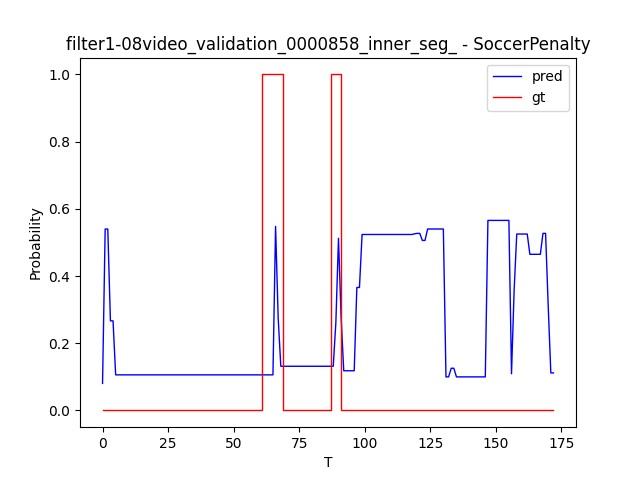 filter1-08video_validation_0000858_inner_seg_ - SoccerPenalty
pred
gt
1.0
0.8
0.6
0.4
0.2
0.0
Probability
0
25
50
75
100
125
150
175
T